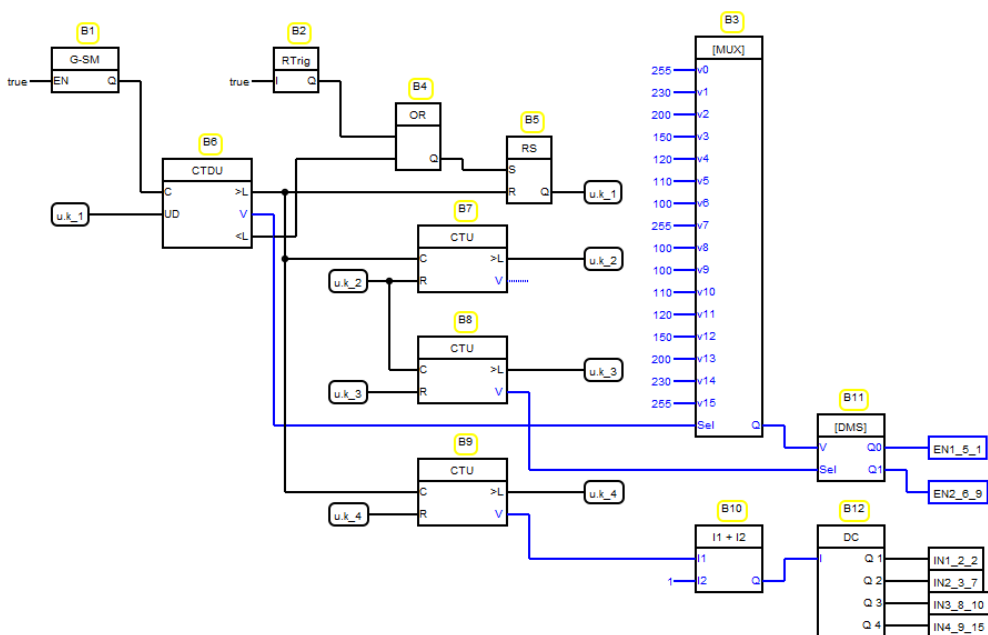 B1
G-SM
true EN Q
B2
RTrig
true I Q
B3
[MUX]
255 v0
230 v1
200 v2
150 v3
120 v4
110 v5
100 v6
255 v7
100 v8
100 v9
110 v10
120 v11
150 v12
200 v13
230 v14
255 v15
Sel Q
B4
OR
Q
B5
RS
S
R Q u.k_1
B6
CTDU
C >L
u.k_1 UD V
<L
B7
CTU
C >L u.k_2
u.k_2 R V
B8
CTU
C >L u.k_3
u.k_3 R V
B9
CTU
C >L u.k_4
u.k_4 R V
B10
I1 + I2
I1
1 I2 Q
B11
[DMS]
V Q0 EN1_5_1
Sel Q1 EN2_6_9
B12
DC
I Q 1 IN1_2_2
Q 2 IN2_3_7
Q 3 IN3_8_10
Q 4 IN4_9_15